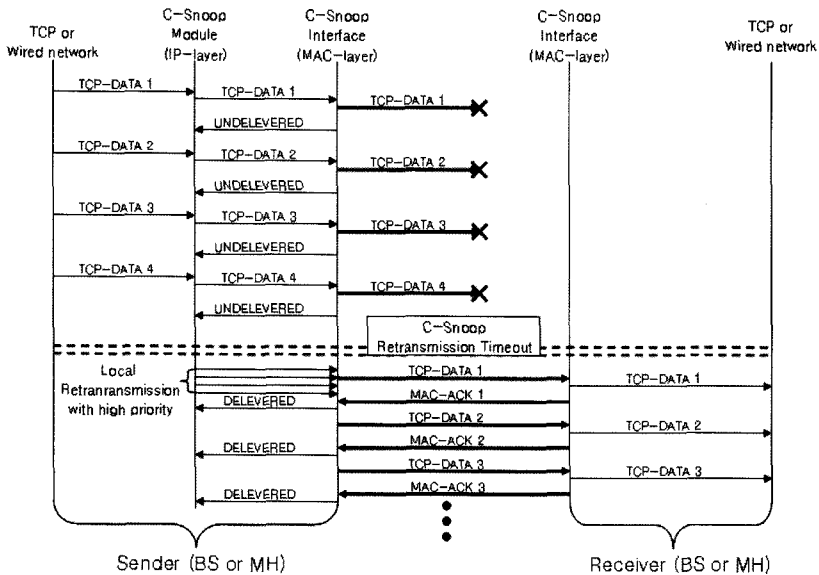 TCP or
Wired network
C-Snoop
Module
(IP-layer)
C-Snoop
Interface
(MAC-layer)
C-Snoop
Interface
(MAC-layer)
TCP or
Wired network
TCP-DATA 1
TCP-DATA 1
TCP-DATA 1
UNDELEVERED
TCP-DATA 2
TCP-DATA 2
TCP-DATA 2
UNDELEVERED
TCP-DATA 3
TCP-DATA 3
TCP-DATA 3
UNDELEVERED
TCP-DATA 4
TCP-DATA 4
TCP-DATA 4
UNDELEVERED
C-Snoop
Retransmission Timeout
Local
Retranransmission
with high priority
TCP-DATA 1
TCP-DATA 1
MAC-ACK 1
DELEVERED
TCP-DATA 2
TCP-DATA 2
MAC-ACK 2
DELEVERED
TCP-DATA 3
TCP-DATA 3
MAC-ACK 3
DELEVERED
Sender (BS or MH)
Receiver (BS or MH)